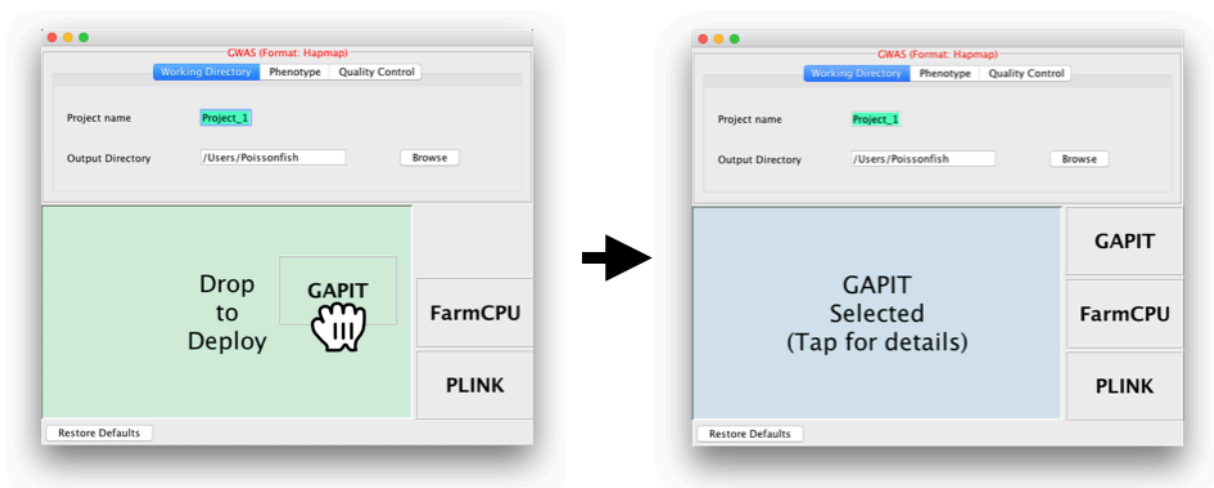 GWAS (Format: Hapmap)
Working Directory Phenotype Quality Control
Project name Project_1
Output Directory /Users/Poissonfish Browse
Drop
to
Deploy
GAPIT
FarmCPU
PLINK
Restore Defaults
GWAS (Format: Hapmap)
Working Directory Phenotype Quality Control
Project name Project_1
Output Directory /Users/Poissonfish Browse
GAPIT
Selected
(Tap for details)
GAPIT
FarmCPU
PLINK
Restore Defaults